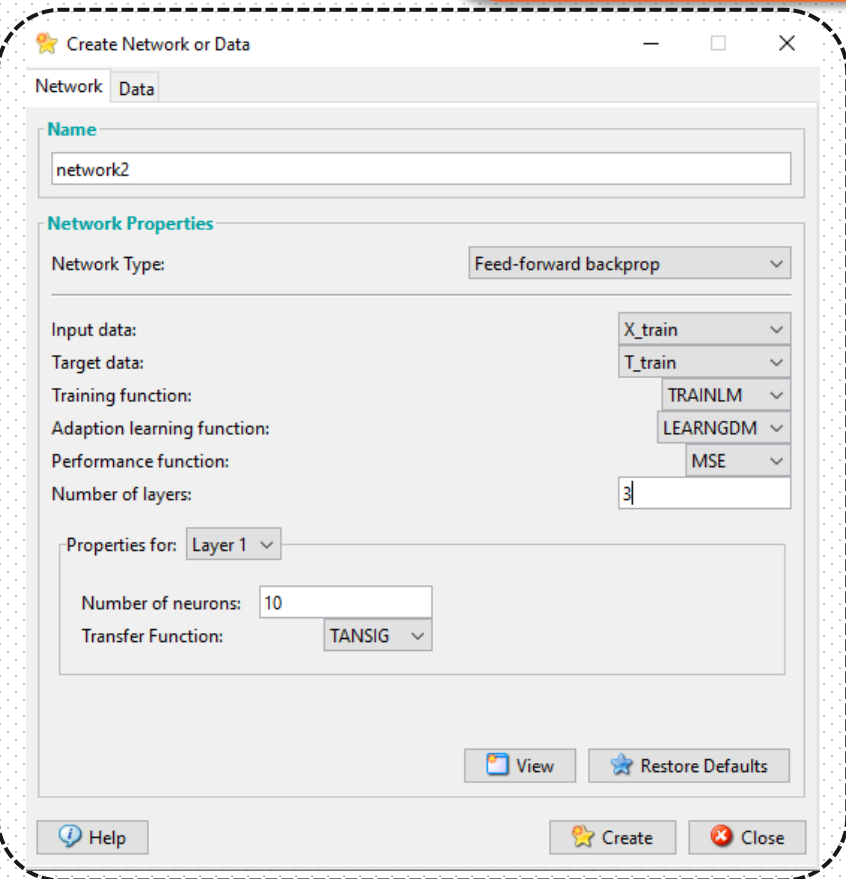 Create Network or Data
Network Data
Name
network2
Network Properties
Network Type: Feed-forward backprop
Input data: X_train
Target data: T_train
Training function: TRAINLM
Adaption learning function: LEARNGDM
Performance function: MSE
Number of layers: 3
Properties for: Layer 1
Number of neurons: 10
Transfer Function: TANSIG
View Restore Defaults
Help Create Close